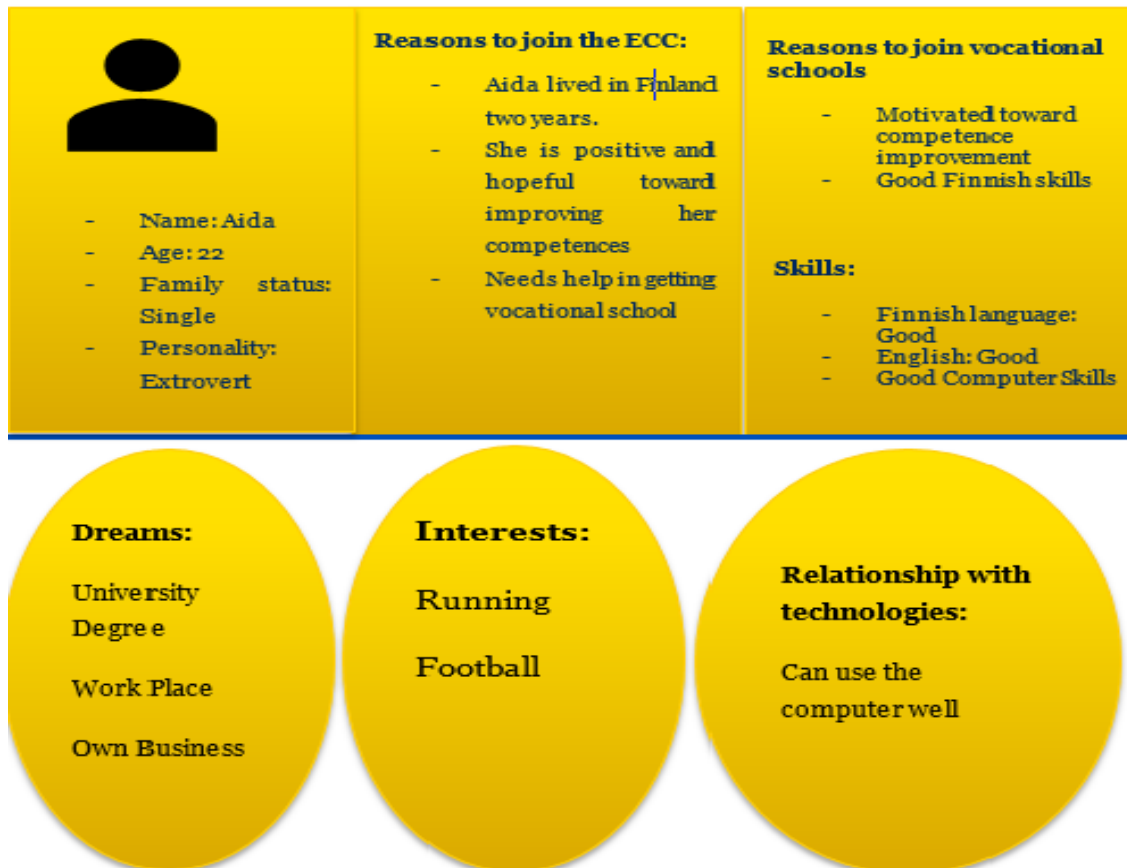 - Name: Aida
- Age: 22
- Family status:
Single
- Personality:
Extrovert
Reasons to join the ECC:
- Aida lived in Finland
two years.
- She is positive and
hopeful toward
improving her
competences
- Needs help in getting
vocational school
Reasons to join vocational
schools
- Motivated toward
competence
improvement
- Good Finnish skills
Skills:
- Finnish language:
Good
- English: Good
- Good Computer Skills
Dreams:
University
Degree
Work Place
Own Business
Interests:
Running
Football
Relationship with
technologies:
Can use the
computer well